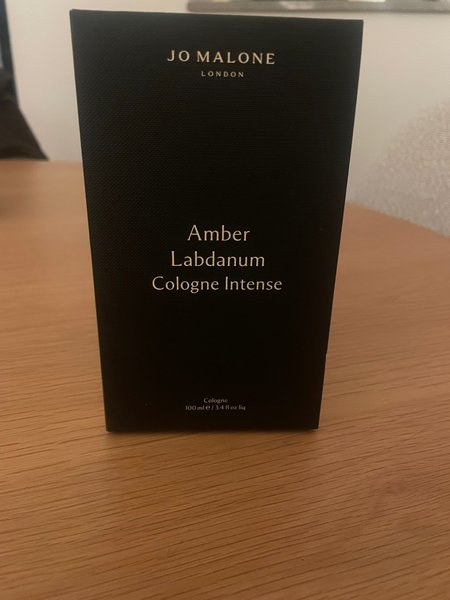 JO MALONE
LONDON
Amber
Labdanum
Cologne Intense
Cologne
100 ml ℮ / 3.4 fl oz liq